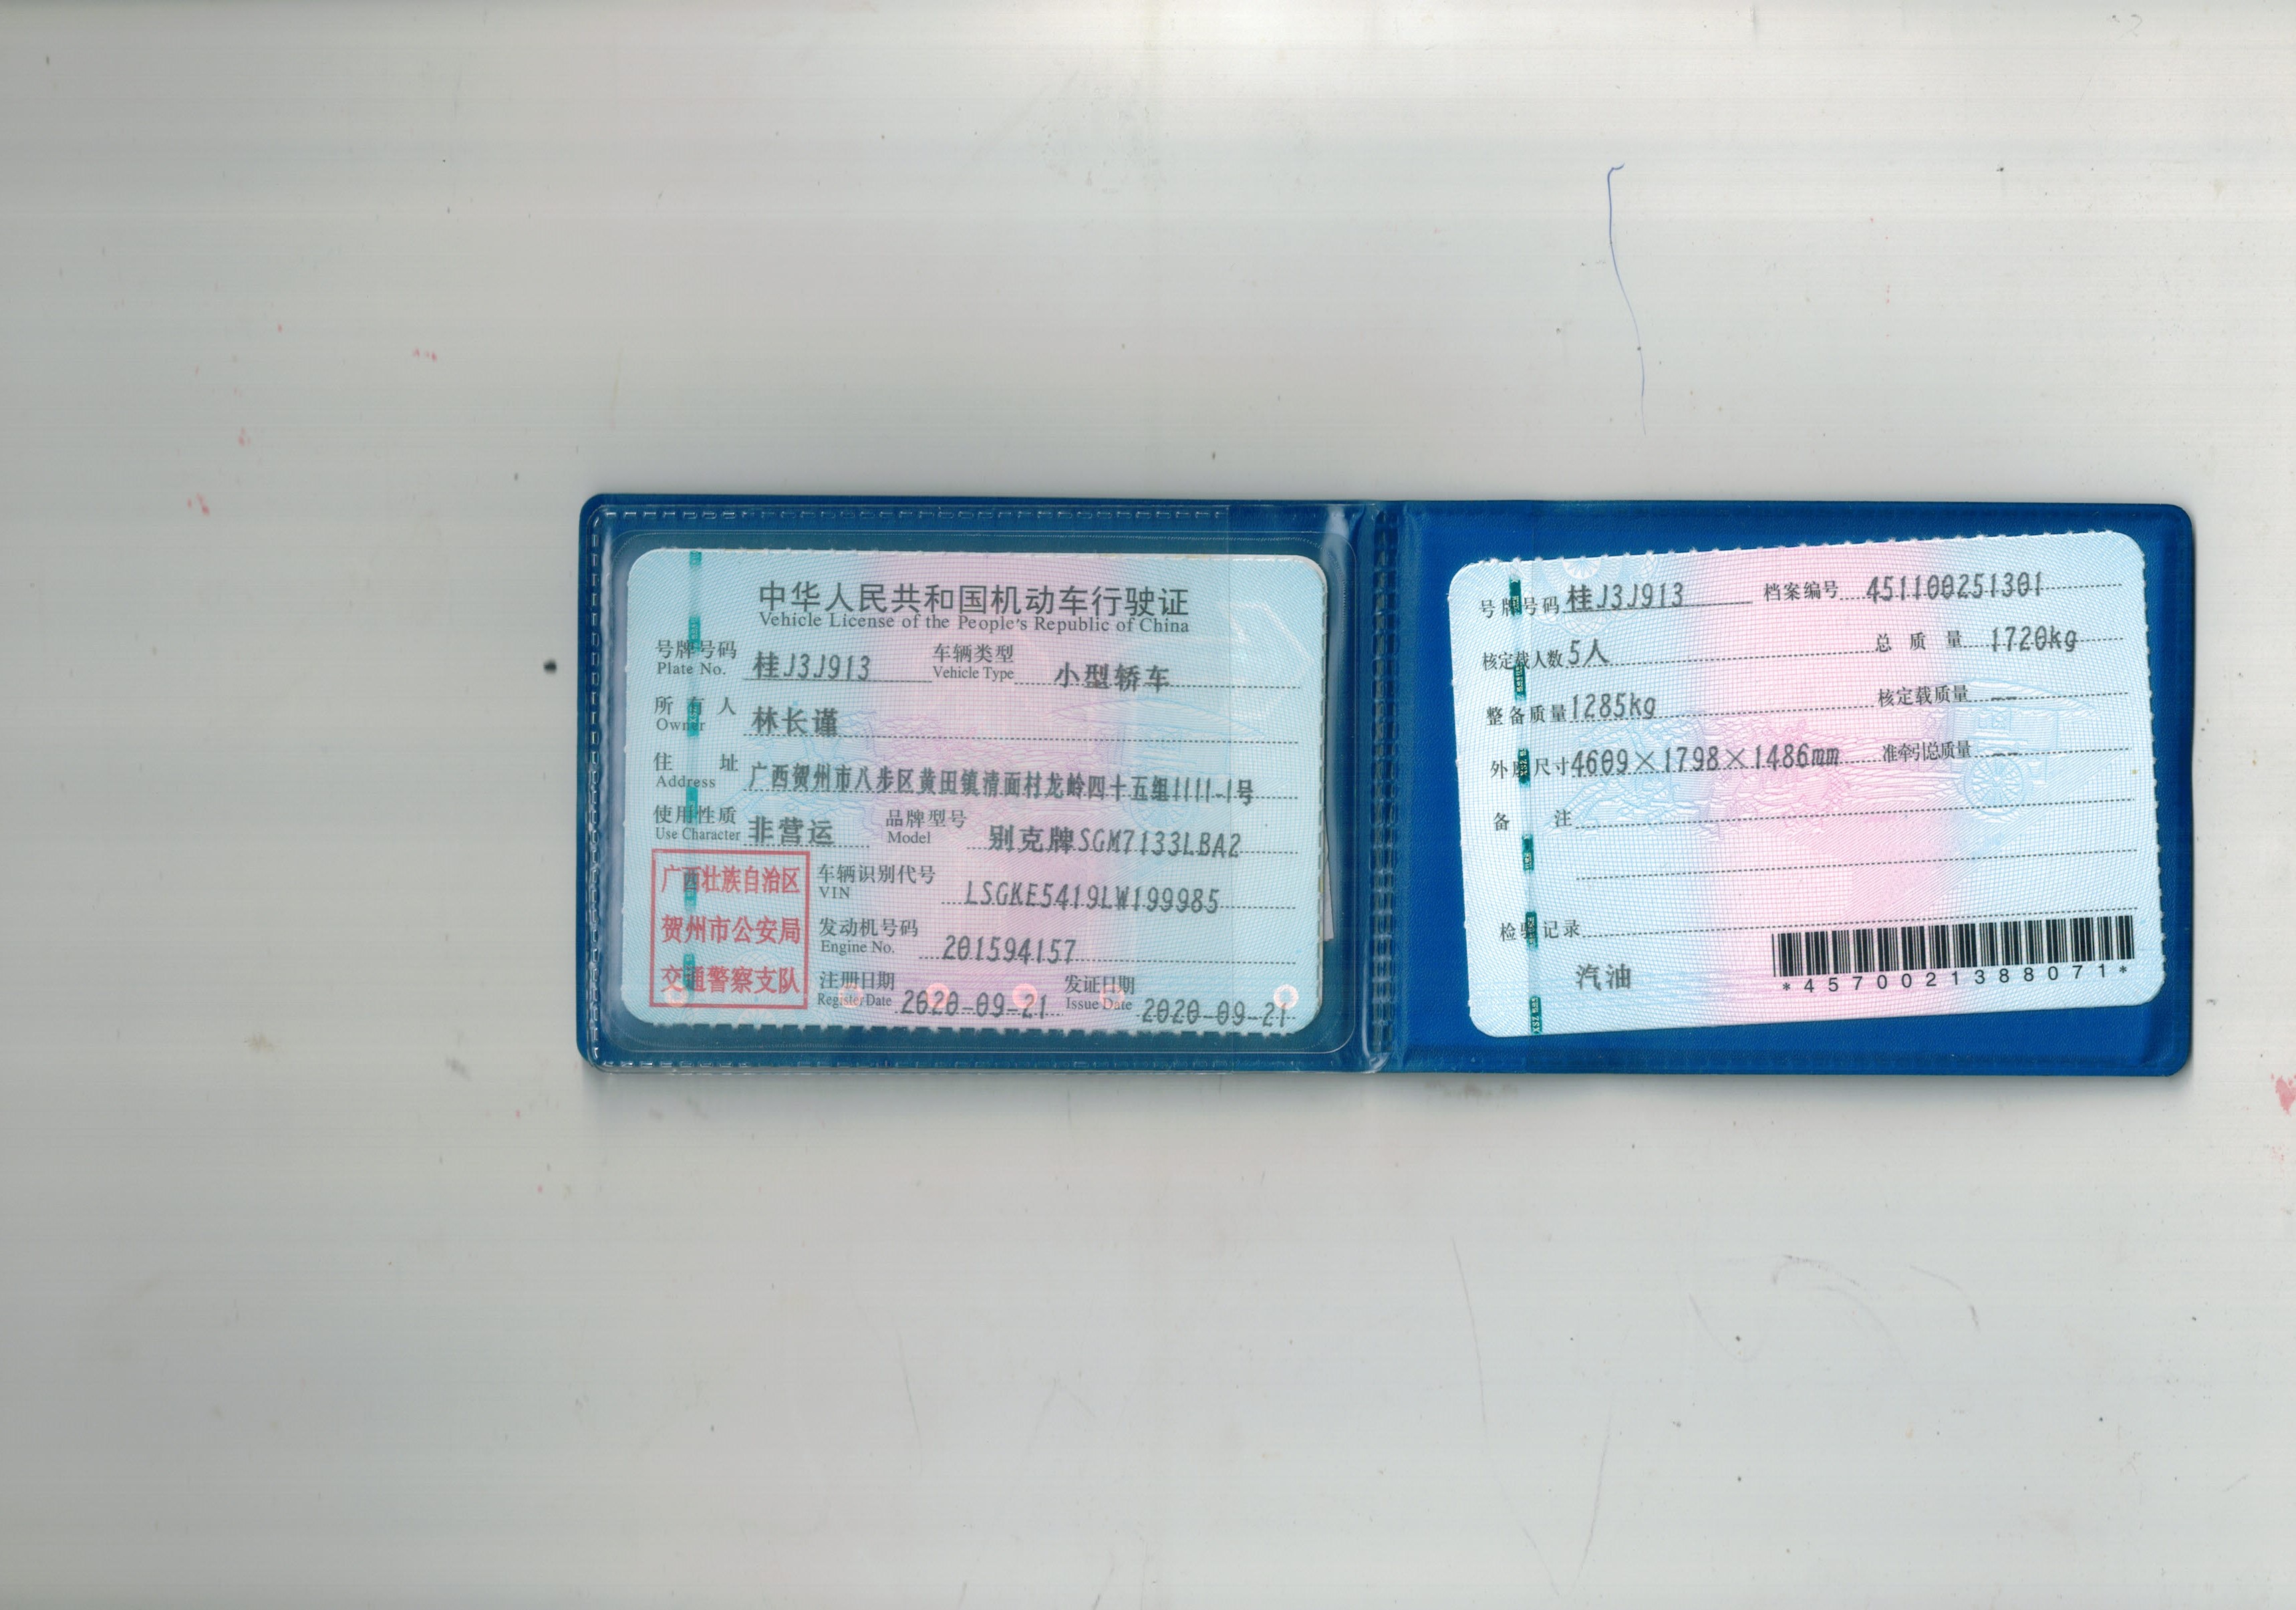 中华人民共和国机动车行驶证
Vehicle License of the People's Republic of China
号牌号码 桂J3J913 车辆类型 小型轿车
Plate No. Vehicle Type
所有人 林长谨
Owner
住址 广西贺州市八步区黄田镇清面村龙岭四十五组1111-1号
Address
使用性质 非营运 品牌型号 别克牌SGM7133LBA2
Use Character Model
广西壮族自治区
贺州市公安局
交通警察支队
车辆识别代号 LSGKE5419LW199985
VIN
发动机号码 201594157
Engine No.
注册日期 2020-09-21 发证日期 2020-09-21
Register Date Issue Date
号牌号码 桂J3J913 档案编号 451100251301
核定载人数 5人 总质量 1720kg
整备质量 1285kg 核定载质量 --
外廓尺寸 4609×1798×1486mm 准牵引总质量 --
备注
检验记录
汽油
*4570021388071*